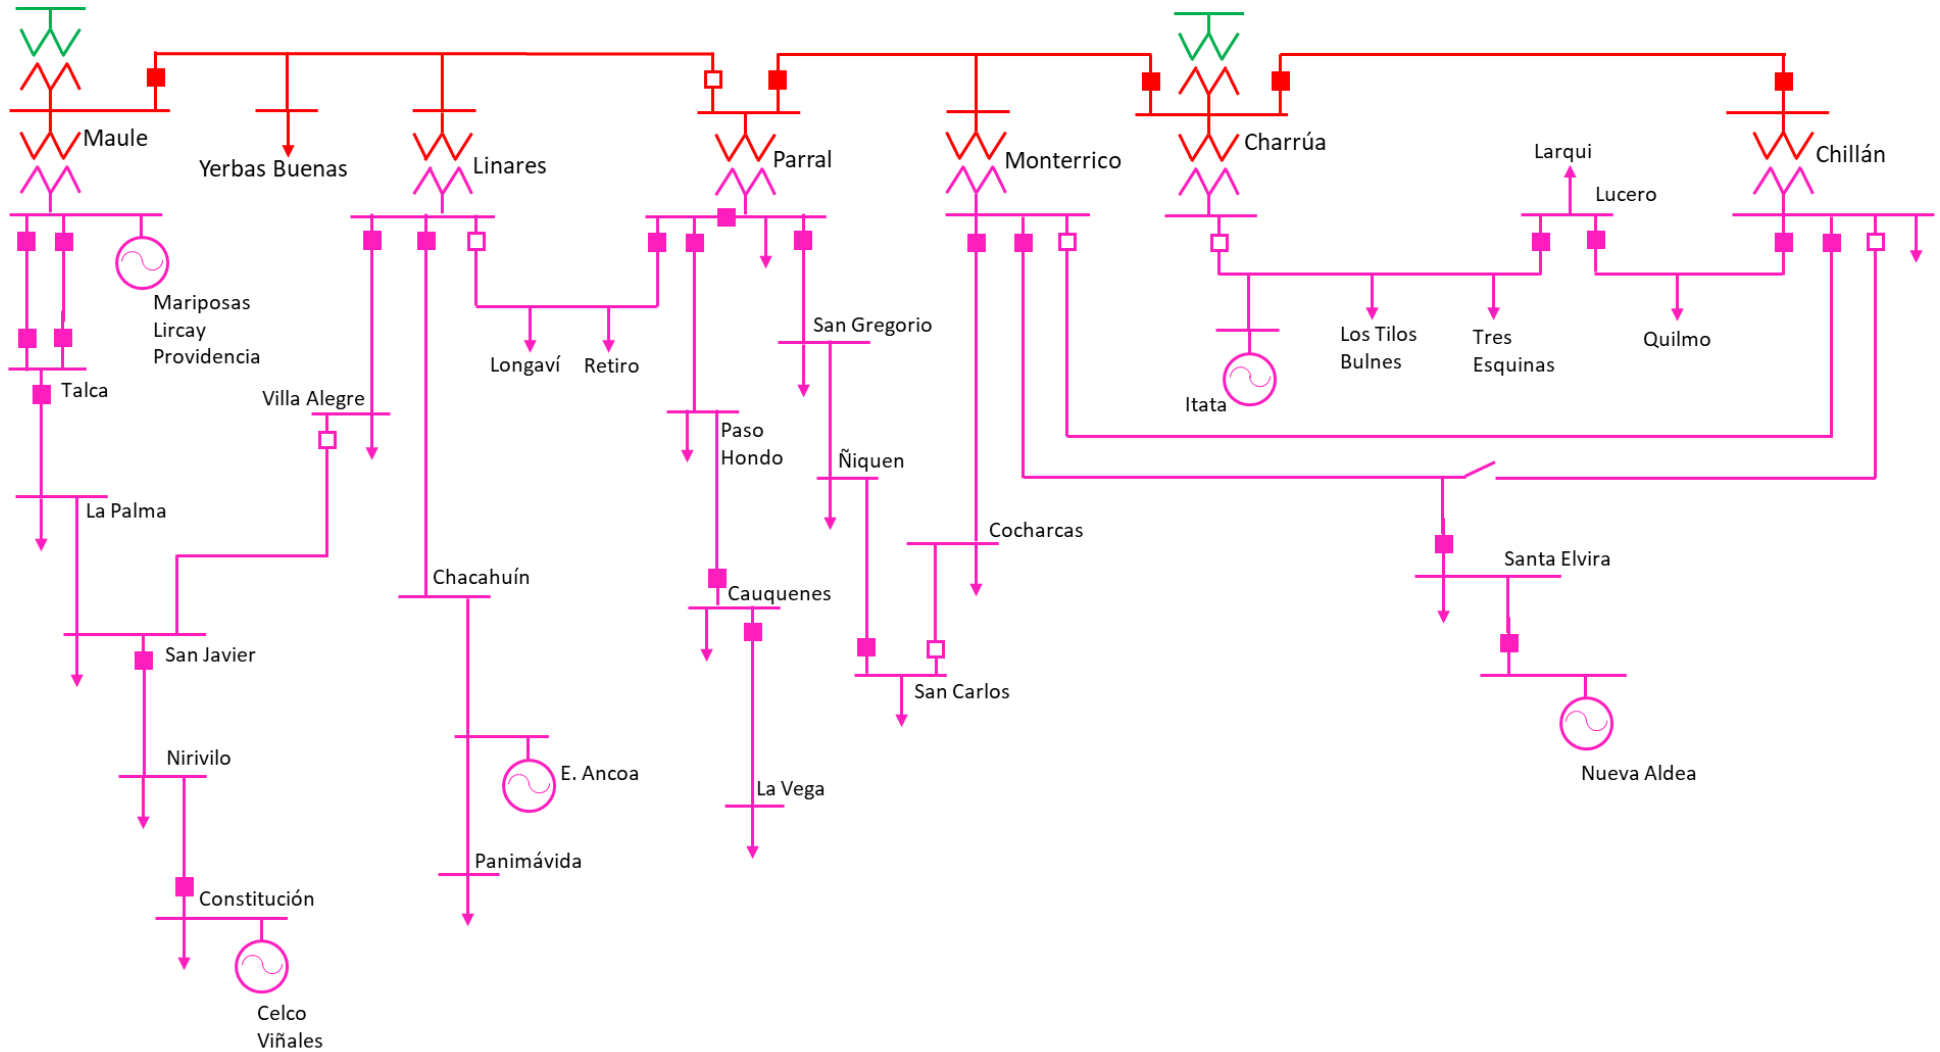 Maule
Yerbas Buenas
Linares
Parral
Monterrico
Charrúa
Larqui
Lucero
Chillán
Mariposas
Lircay
Providencia
Talca
Villa Alegre
Longaví
Retiro
San Gregorio
Itata
Los Tilos
Bulnes
Tres
Esquinas
Quilmo
Paso
Hondo
Ñiquen
La Palma
Cocharcas
Santa Elvira
Chacahuín
Cauquenes
San Javier
San Carlos
Nirivilo
E. Ancoa
La Vega
Nueva Aldea
Panimávida
Constitución
Celco
Viñales